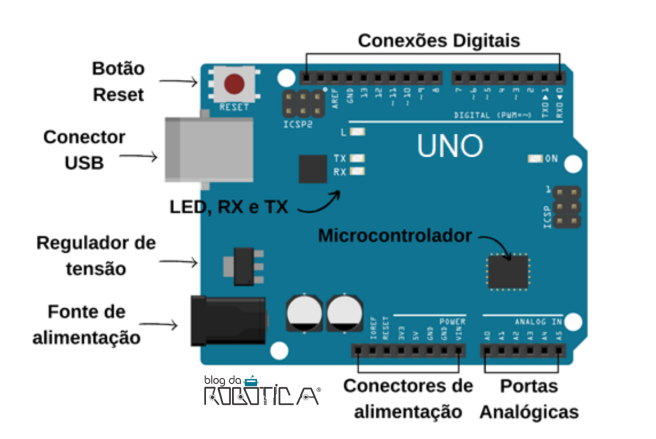 Conexões Digitais
Botão
Reset
RESET
ICSP2
AREF
GND
13
12
~11
~10
~9
8
7
~6
~5
4
~3
2
TXD▶1
RXD◀0
DIGITAL (PWM=~)
Conector
USB
L
TX
RX
UNO
ON
1
ICSP
LED, RX e TX
Microcontrolador
Regulador de
tensão
Fonte de
alimentação
POWER
ANALOG IN
IOREF
RESET
3V3
5V
GND
GND
VIN
A0
A1
A2
A3
A4
A5
Conectores de
alimentação
Portas
Analógicas
blog da
ROBÓTICA®